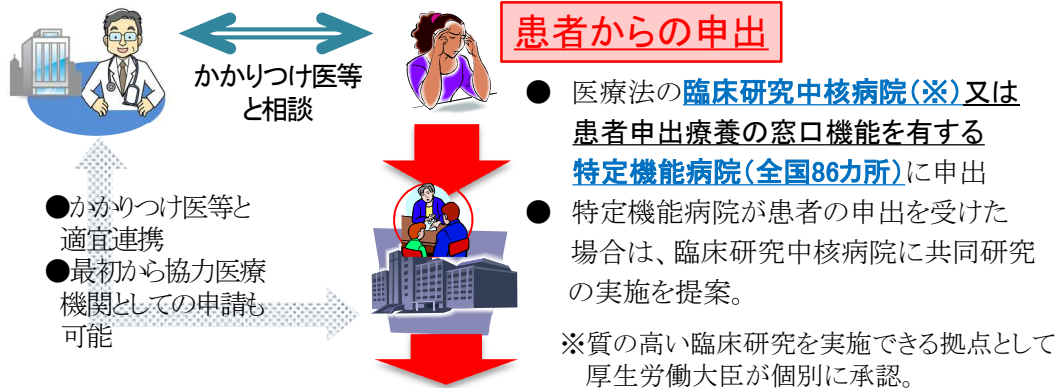 患者からの申出
かかりつけ医等
と相談
● 医療法の臨床研究中核病院(※)又は
患者申出療養の窓口機能を有する
特定機能病院(全国86カ所)に申出
● 特定機能病院が患者の申出を受けた
場合は、臨床研究中核病院に共同研究
の実施を提案。
※質の高い臨床研究を実施できる拠点として
厚生労働大臣が個別に承認。
●かかりつけ医等と
適宜連携
●最初から協力医療
機関としての申請も
可能